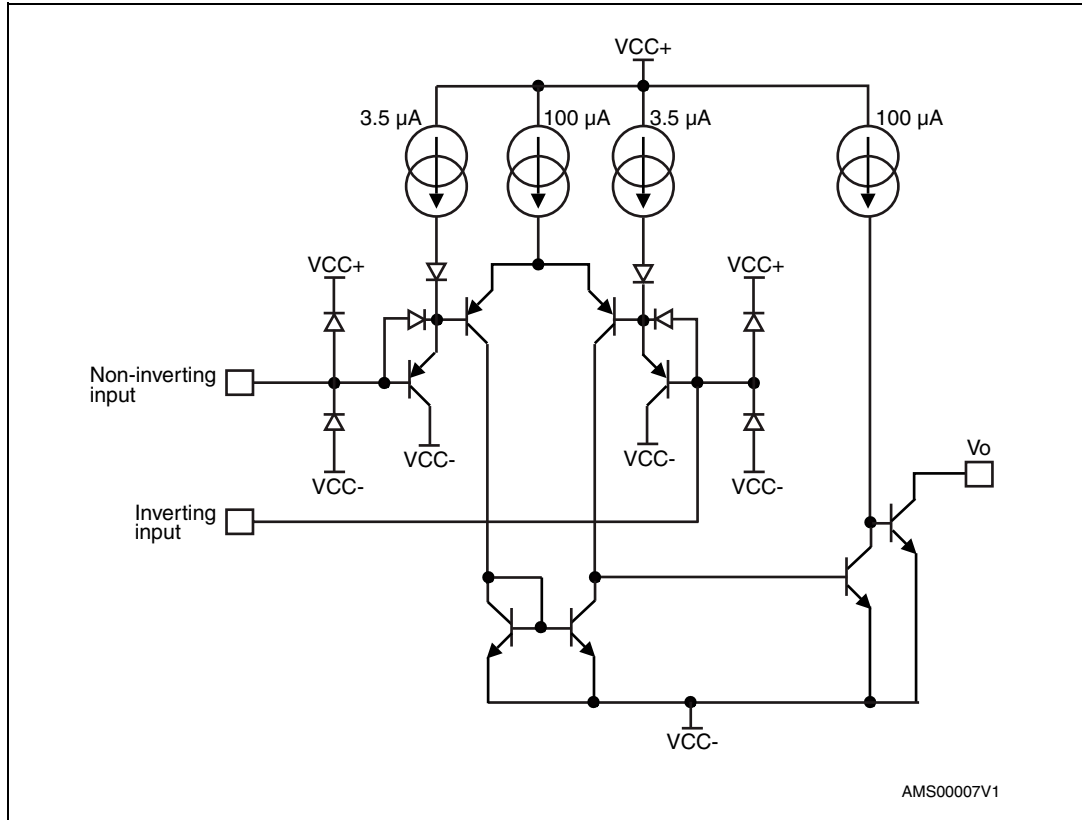 VCC+
3.5 µA
100 µA
3.5 µA
100 µA
VCC+
VCC+
Non-inverting
input
VCC-
VCC-
VCC-
VCC-
Vo
Inverting
input
VCC-
AMS00007V1